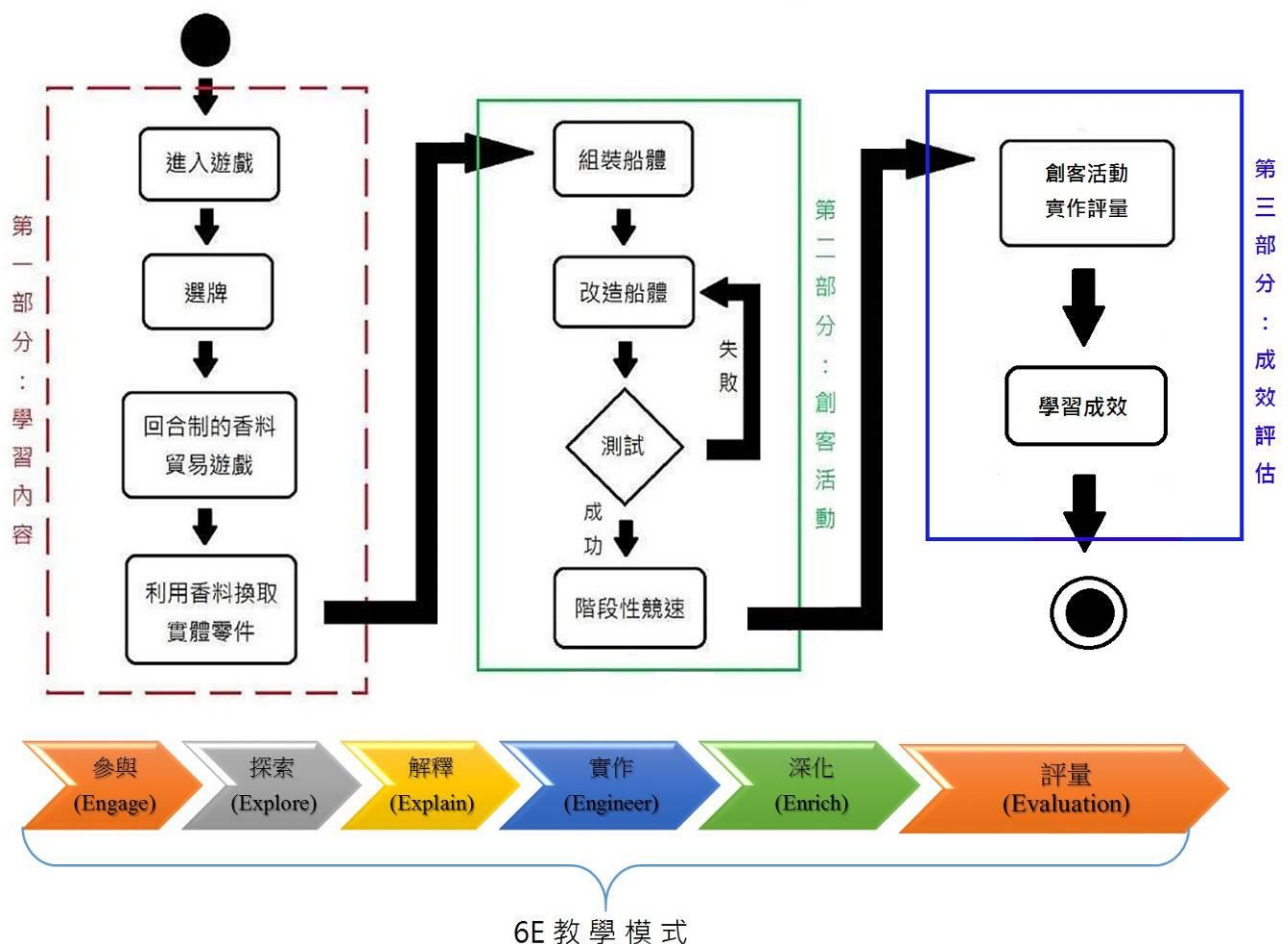 第一部分：學習內容
進入遊戲
選牌
回合制的香料
貿易遊戲
利用香料換取
實體零件
組裝船體
改造船體
測試
失敗
成功
階段性競速
第二部分：創客活動
創客活動
實作評量
學習成效
第三部分：成效評估
參與
(Engage)
探索
(Explore)
解釋
(Explain)
實作
(Engineer)
深化
(Enrich)
評量
(Evaluation)
6E 教 學 模 式